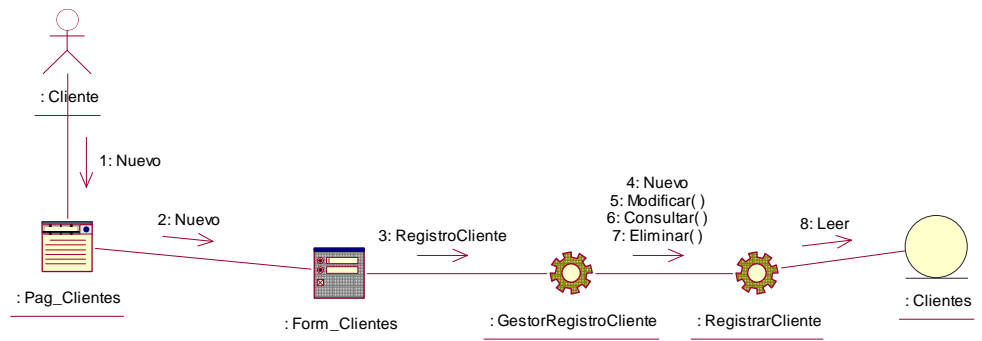 : Cliente
1: Nuevo
2: Nuevo
: Pag_Clientes
3: RegistroCliente
: Form_Clientes
4: Nuevo
5: Modificar( )
6: Consultar( )
7: Eliminar( )
: GestorRegistroCliente
: RegistrarCliente
8: Leer
: Clientes